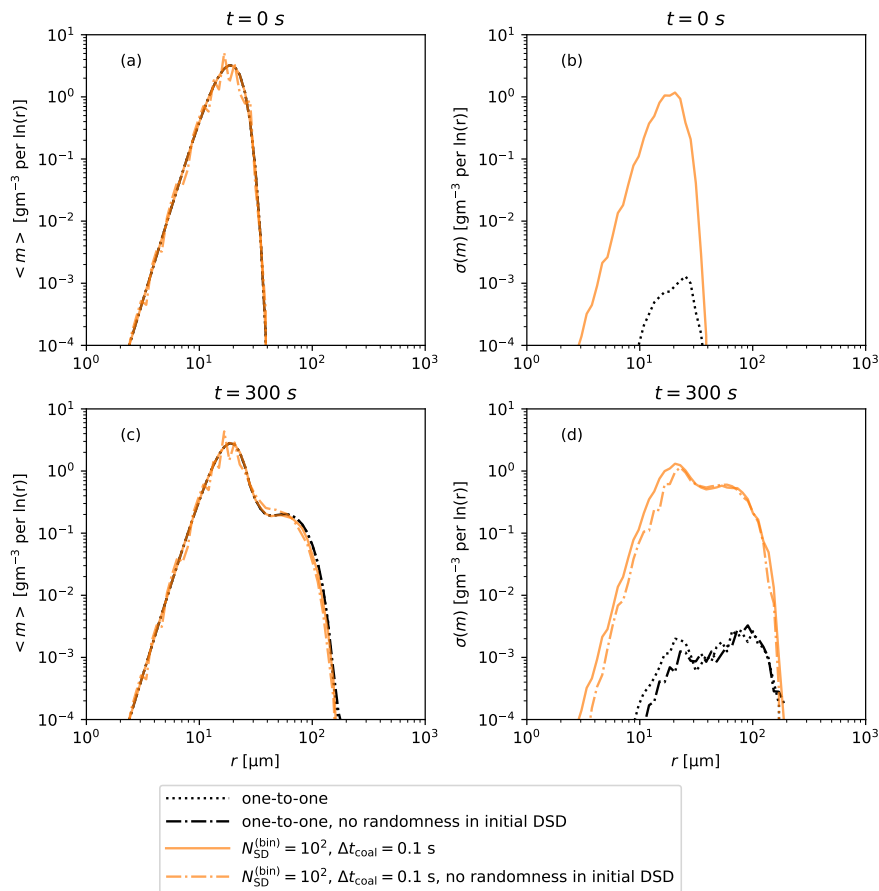 t = 0 s
t = 0 s
(a)
(b)
10¹
10⁰
10⁻¹
10⁻²
10⁻³
10⁻⁴
< m > [gm⁻³ per ln(r)]
10⁰ 10¹ 10² 10³
10¹
10⁰
10⁻¹
10⁻²
10⁻³
10⁻⁴
σ(m) [gm⁻³ per ln(r)]
10⁰ 10¹ 10² 10³
t = 300 s
t = 300 s
(c)
(d)
10¹
10⁰
10⁻¹
10⁻²
10⁻³
10⁻⁴
< m > [gm⁻³ per ln(r)]
10⁰ 10¹ 10² 10³
r [µm]
10¹
10⁰
10⁻¹
10⁻²
10⁻³
10⁻⁴
σ(m) [gm⁻³ per ln(r)]
10⁰ 10¹ 10² 10³
r [µm]
one-to-one
one-to-one, no randomness in initial DSD
N_SD^(bin) = 10², Δt_coal = 0.1 s
N_SD^(bin) = 10², Δt_coal = 0.1 s, no randomness in initial DSD